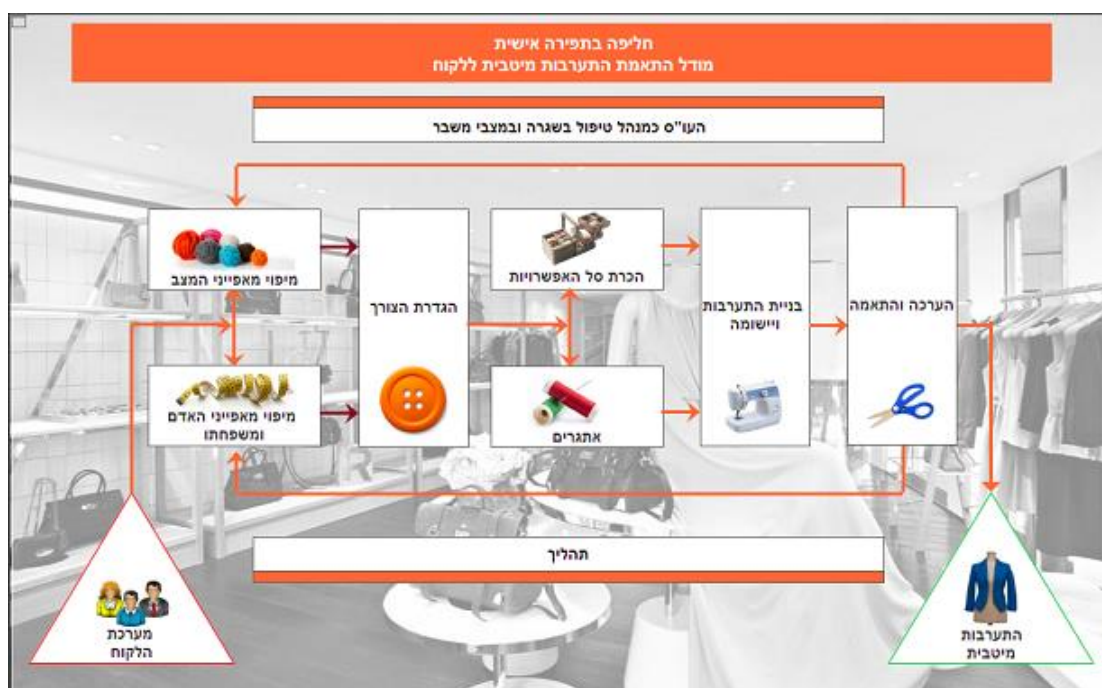 חליפה בתפירה אישית
מודל התאמת התערבות מיטבית ללקוח
העו"ס כמנהל טיפול בשגרה ובמצבי משבר
מיפוי מאפייני המצב
מיפוי מאפייני האדם
ומשפחתו
הגדרת הצורך
הכרת סל האפשרויות
אתגרים
בניית התערבות
ויישומה
הערכה והתאמה
תהליך
מערכת
הלקוח
התערבות
מיטבית